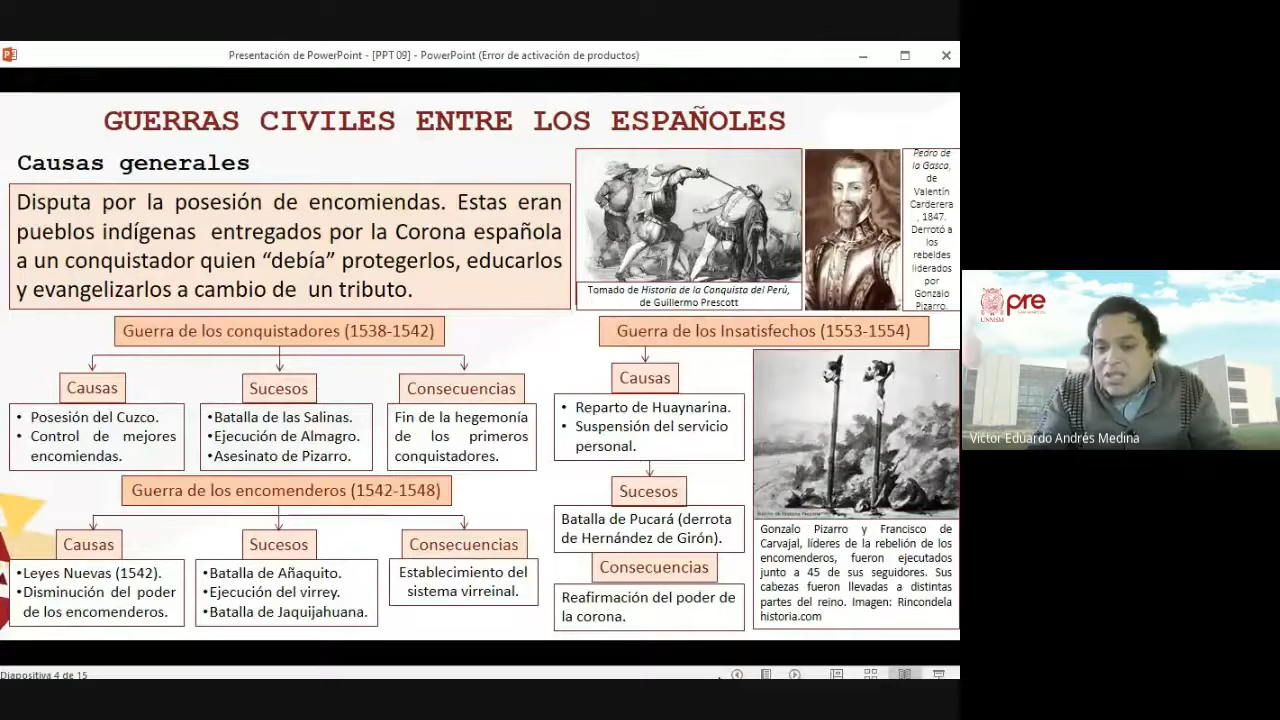 Presentación de PowerPoint - [PPT 09] - PowerPoint (Error de activación de productos)
GUERRAS CIVILES ENTRE LOS ESPAÑOLES
Causas generales
Disputa por la posesión de encomiendas. Estas eran
pueblos indígenas entregados por la Corona española
a un conquistador quien “debía” protegerlos, educarlos
y evangelizarlos a cambio de un tributo.
Tomado de Historia de la Conquista del Perú,
de Guillermo Prescott
Pedro de
la Gasca,
de
Valentín
Carderera
, 1847.
Derrotó a
los
rebeldes
liderados
por
Gonzalo
Pizarro.
Guerra de los conquistadores (1538-1542)
Causas
• Posesión del Cuzco.
• Control de mejores
encomiendas.
Sucesos
•Batalla de las Salinas.
•Ejecución de Almagro.
•Asesinato de Pizarro.
Consecuencias
Fin de la hegemonía
de los primeros
conquistadores.
Guerra de los encomenderos (1542-1548)
Causas
•Leyes Nuevas (1542).
•Disminución del poder
de los encomenderos.
Sucesos
•Batalla de Añaquito.
•Ejecución del virrey.
•Batalla de Jaquijahuana.
Consecuencias
Establecimiento del
sistema virreinal.
Guerra de los Insatisfechos (1553-1554)
Causas
• Reparto de Huaynarina.
• Suspensión del servicio
personal.
Sucesos
Batalla de Pucará (derrota
de Hernández de Girón).
Consecuencias
Reafirmación del poder de
la corona.
Gonzalo Pizarro y Francisco de
Carvajal, líderes de la rebelión de los
encomenderos, fueron ejecutados
junto a 45 de sus seguidores. Sus
cabezas fueron llevadas a distintas
partes del reino. Imagen: Rincondela
historia.com
Diapositiva 4 de 15
pre
UNMSM
Víctor Eduardo Andrés Medina